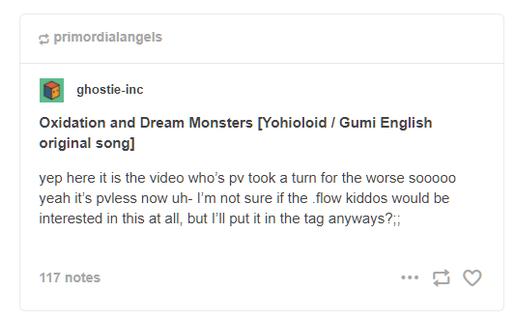 primordialangels
ghostie-inc
Oxidation and Dream Monsters [Yohioloid / Gumi English
original song]
yep here it is the video who's pv took a turn for the worse sooooo
yeah it's pvless now uh- I'm not sure if the .flow kiddos would be
interested in this at all, but I'll put it in the tag anyways?;;
117 notes